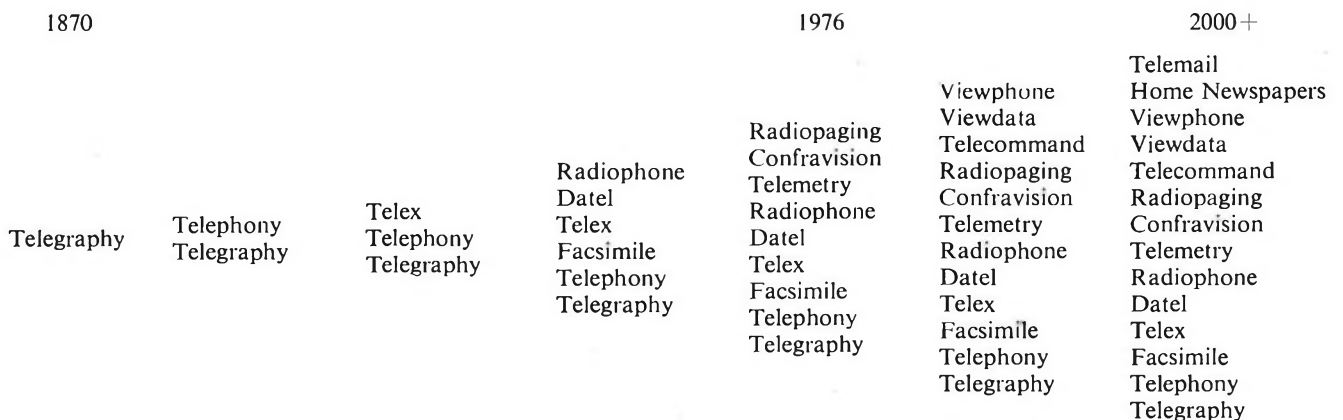 1870
1976
2000+
Telegraphy
Telephony
Telegraphy
Telex
Telephony
Telegraphy
Radiophone
Datel
Telex
Facsimile
Telephony
Telegraphy
Radiopaging
Confravision
Telemetry
Radiophone
Datel
Telex
Facsimile
Telephony
Telegraphy
Viewphone
Viewdata
Telecommand
Radiopaging
Confravision
Telemetry
Radiophone
Datel
Telex
Facsimile
Telephony
Telegraphy
Telemail
Home Newspapers
Viewphone
Viewdata
Telecommand
Radiopaging
Confravision
Telemetry
Radiophone
Datel
Telex
Facsimile
Telephony
Telegraphy